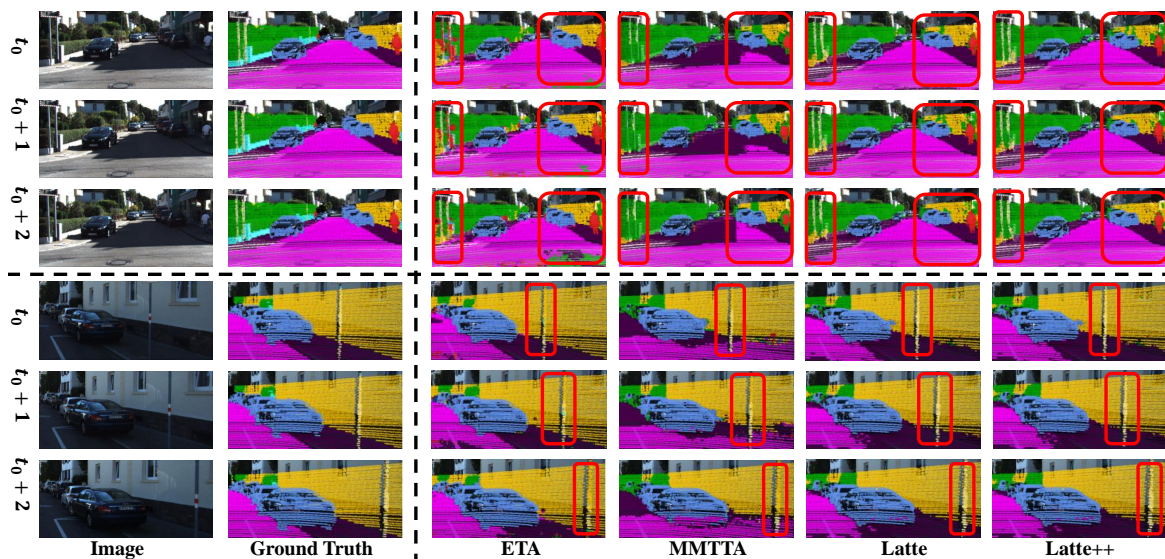 t₀
t₀ + 1
t₀ + 2
t₀
t₀ + 1
t₀ + 2
Image Ground Truth ETA MMTTA Latte Latte++